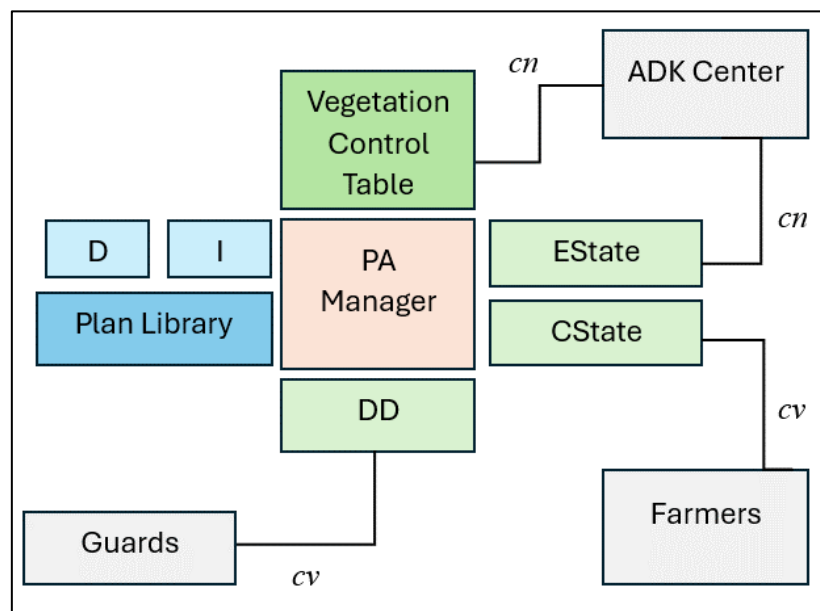 cn
ADK Center
Vegetation
Control
Table
cn
D
I
PA
Manager
EState
Plan Library
CState
DD
cv
Guards
cv
Farmers